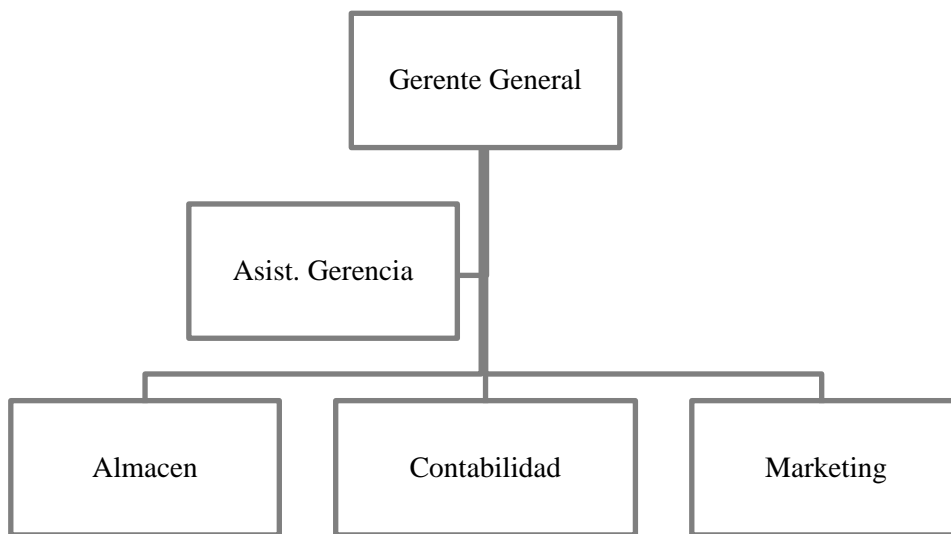 Gerente General
Asist. Gerencia
Almacen
Contabilidad
Marketing